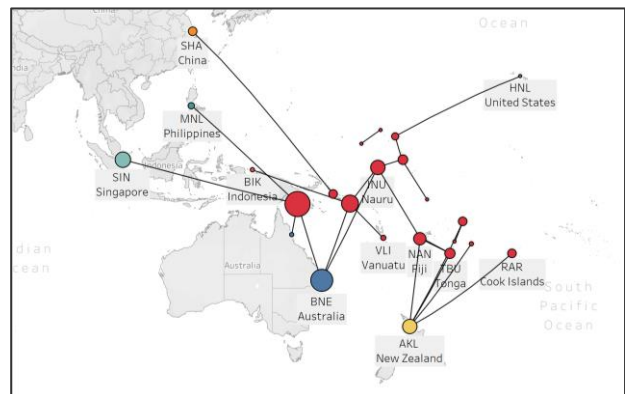 Ocean
SHA
China
HNL
United States
MNL
Philippines
SIN
Singapore
BIK
Indonesia
INU
Nauru
VLI
Vanuatu
NAN
Fiji
TBU
Tonga
RAR
Cook Islands
Australia
BNE
Australia
AKL
New Zealand
South
Pacific
Ocean